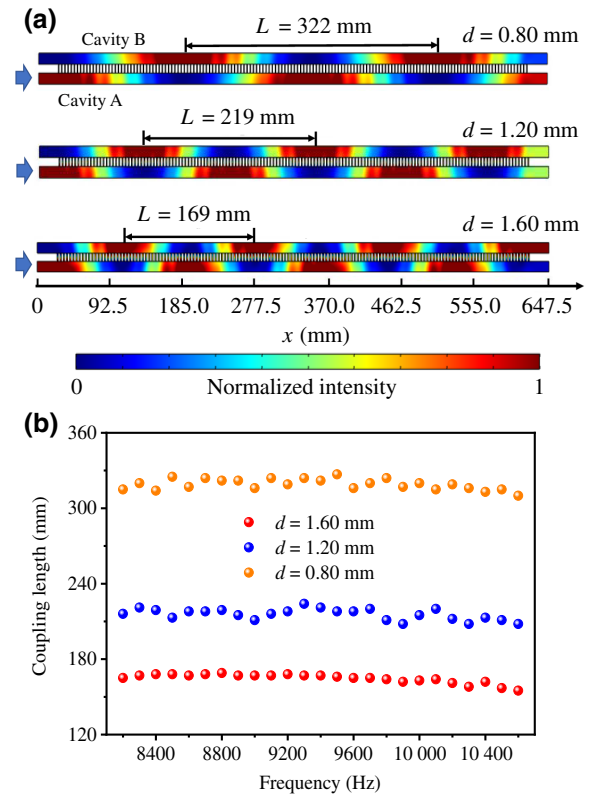 (a)
L = 322 mm
d = 0.80 mm
Cavity B
Cavity A
L = 219 mm
d = 1.20 mm
L = 169 mm
d = 1.60 mm
0 92.5 185.0 277.5 370.0 462.5 555.0 647.5
x (mm)
0 Normalized intensity 1
(b)
360
300
240
180
120
Coupling length (mm)
d = 1.60 mm
d = 1.20 mm
d = 0.80 mm
8400 8800 9200 9600 10 000 10 400
Frequency (Hz)